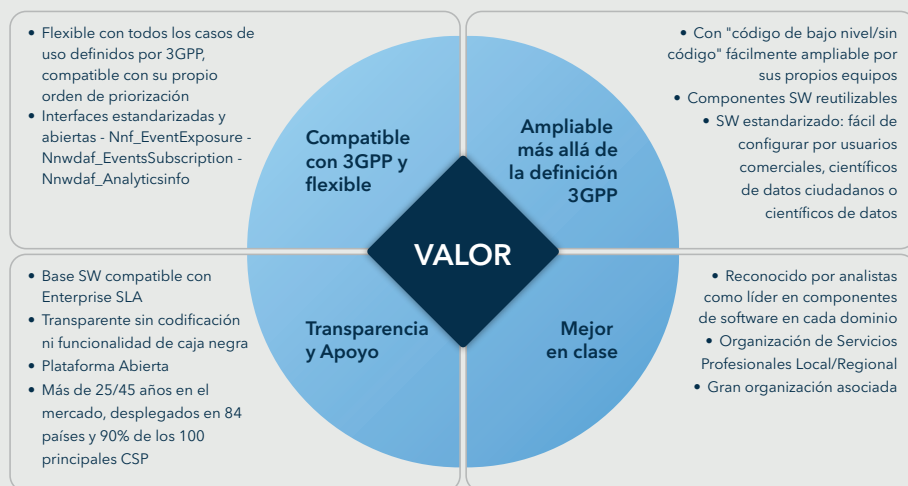 • Flexible con todos los casos de
uso definidos por 3GPP,
compatible con su propio
orden de priorización
• Interfaces estandarizadas y
abiertas - Nnf_EventExposure -
Nnwdaf_EventsSubscription -
Nnwdaf_Analyticsinfo
Compatible
con 3GPP y
flexible
Ampliable
más allá de
la definición
3GPP
• Con "código de bajo nivel/sin
código" fácilmente ampliable por
sus propios equipos
• Componentes SW reutilizables
• SW estandarizado: fácil de
configurar por usuarios
comerciales, científicos
de datos ciudadanos o
científicos de datos
VALOR
• Base SW compatible con
Enterprise SLA
• Transparente sin codificación
ni funcionalidad de caja negra
• Plataforma Abierta
• Más de 25/45 años en el
mercado, desplegados en 84
países y 90% de los 100
principales CSP
Transparencia
y Apoyo
Mejor
en clase
• Reconocido por analistas
como líder en componentes
de software en cada dominio
• Organización de Servicios
Profesionales Local/Regional
• Gran organización asociada